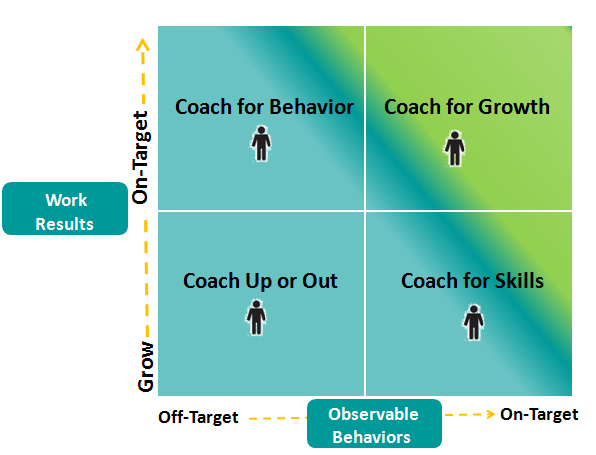 Coach for Behavior
Coach for Growth
On-Target
Work
Results
Coach Up or Out
Coach for Skills
Grow
Off-Target
Observable
Behaviors
On-Target